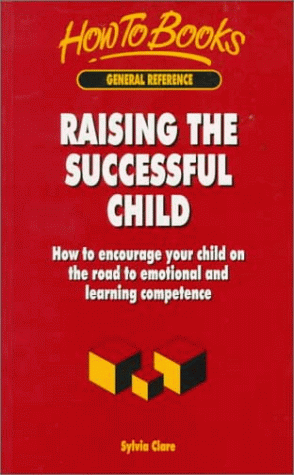 How To Books
GENERAL REFERENCE
RAISING THE
SUCCESSFUL
CHILD
How to encourage your child on
the road to emotional and
learning competence
Sylvia Clare